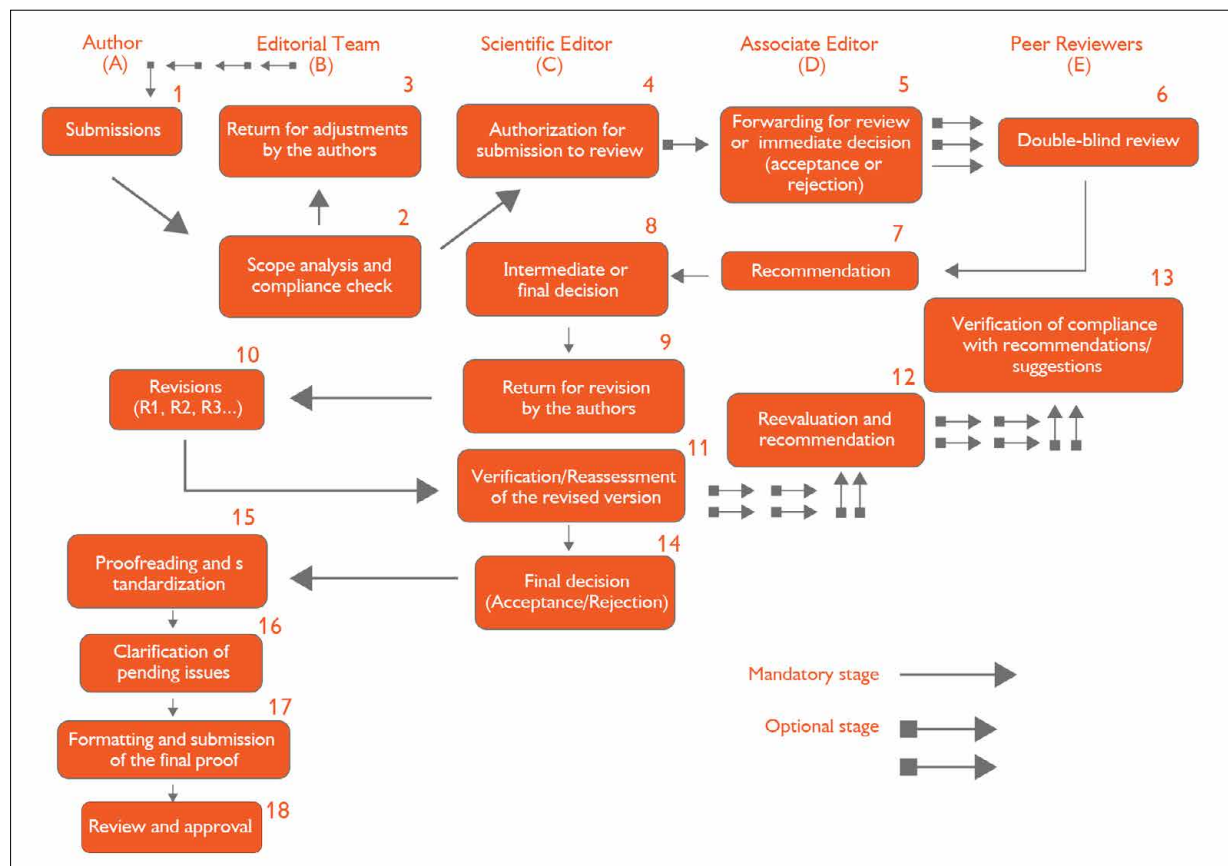 Author
(A)
Editorial Team
(B)
Scientific Editor
(C)
Associate Editor
(D)
Peer Reviewers
(E)
1
Submissions
3
Return for adjustments
by the authors
4
Authorization for
submission to review
5
Forwarding for review
or immediate decision
(acceptance or
rejection)
6
Double-blind review
2
Scope analysis and
compliance check
8
Intermediate or
final decision
7
Recommendation
13
Verification of compliance
with recommendations/
suggestions
10
Revisions
(R1, R2, R3...)
9
Return for revision
by the authors
12
Reevaluation and
recommendation
11
Verification/Reassessment
of the revised version
15
Proofreading and s
tandardization
14
Final decision
(Acceptance/Rejection)
16
Clarification of
pending issues
17
Formatting and submission
of the final proof
18
Review and approval
Mandatory stage
Optional stage